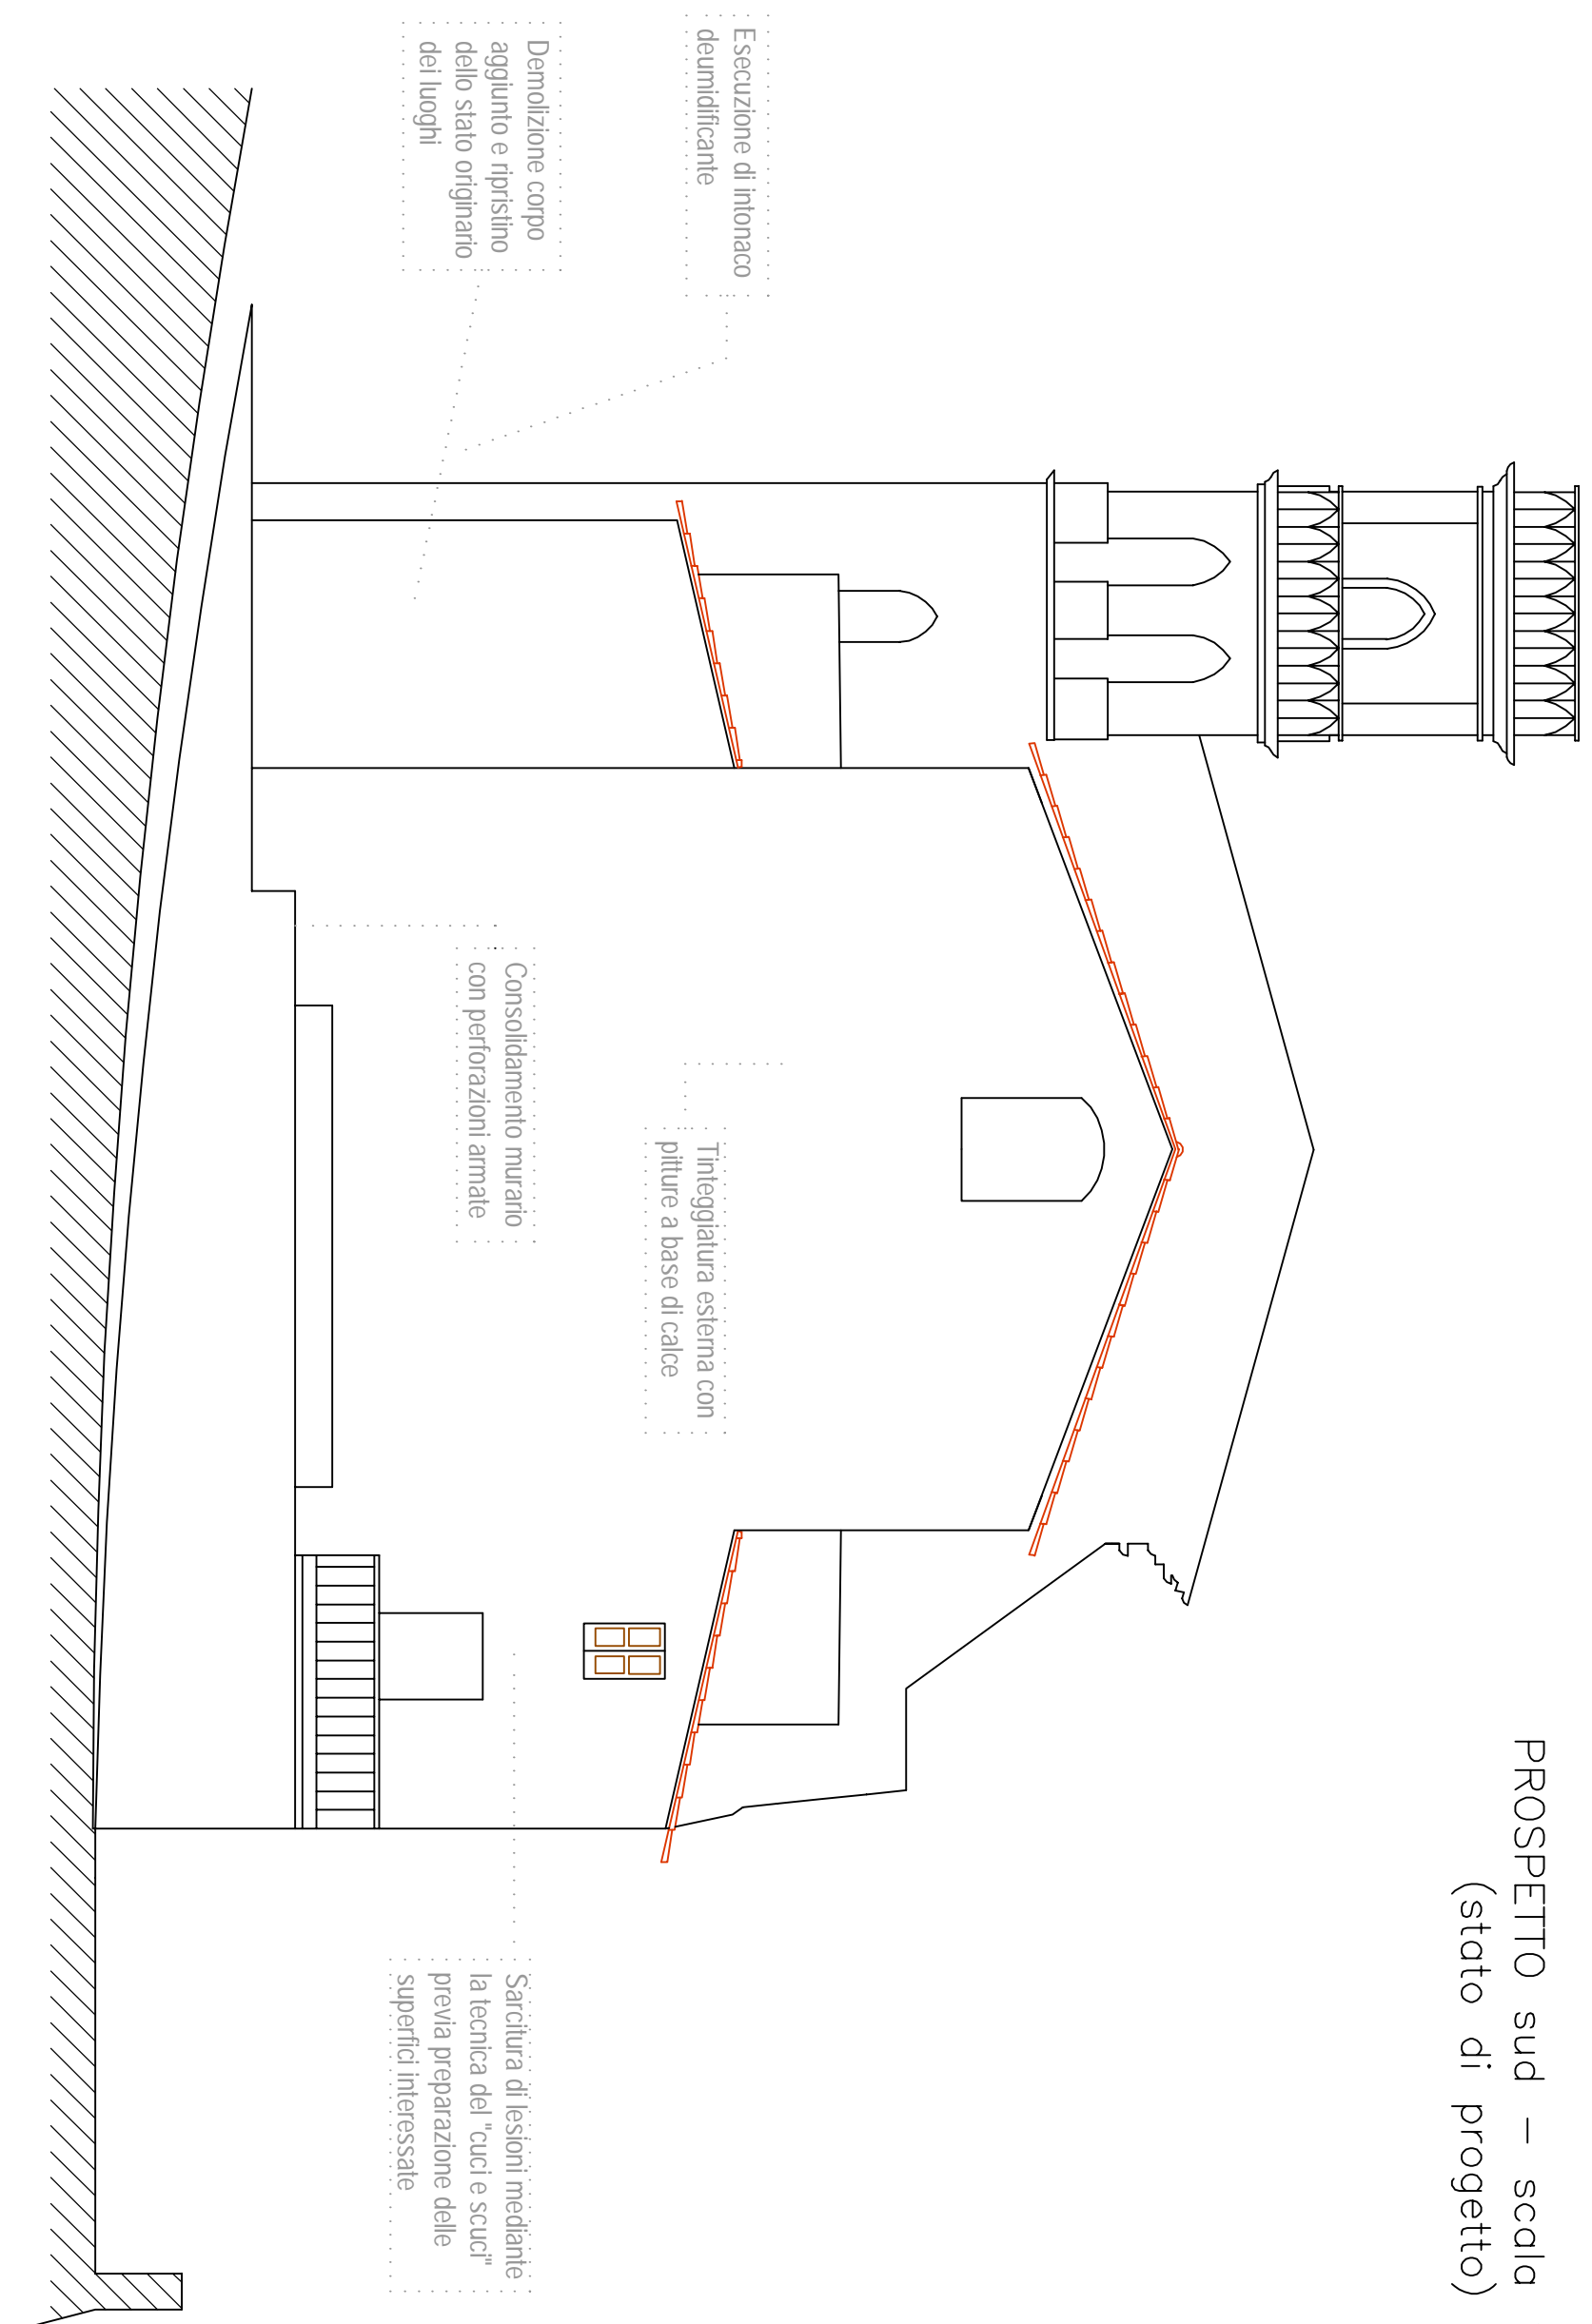 PROSPETTO sud – scala
(stato di progetto)
Esecuzione di intonaco
deumidificante
Demolizione corpo
aggiunto e ripristino
dello stato originario
dei luoghi
Tinteggiatura esterna con
pitture a base di calce
Consolidamento murario
con perforazioni armate
Sarcitura di lesioni mediante
la tecnica del "cuci e scuci"
previa preparazione delle
superfici interessate